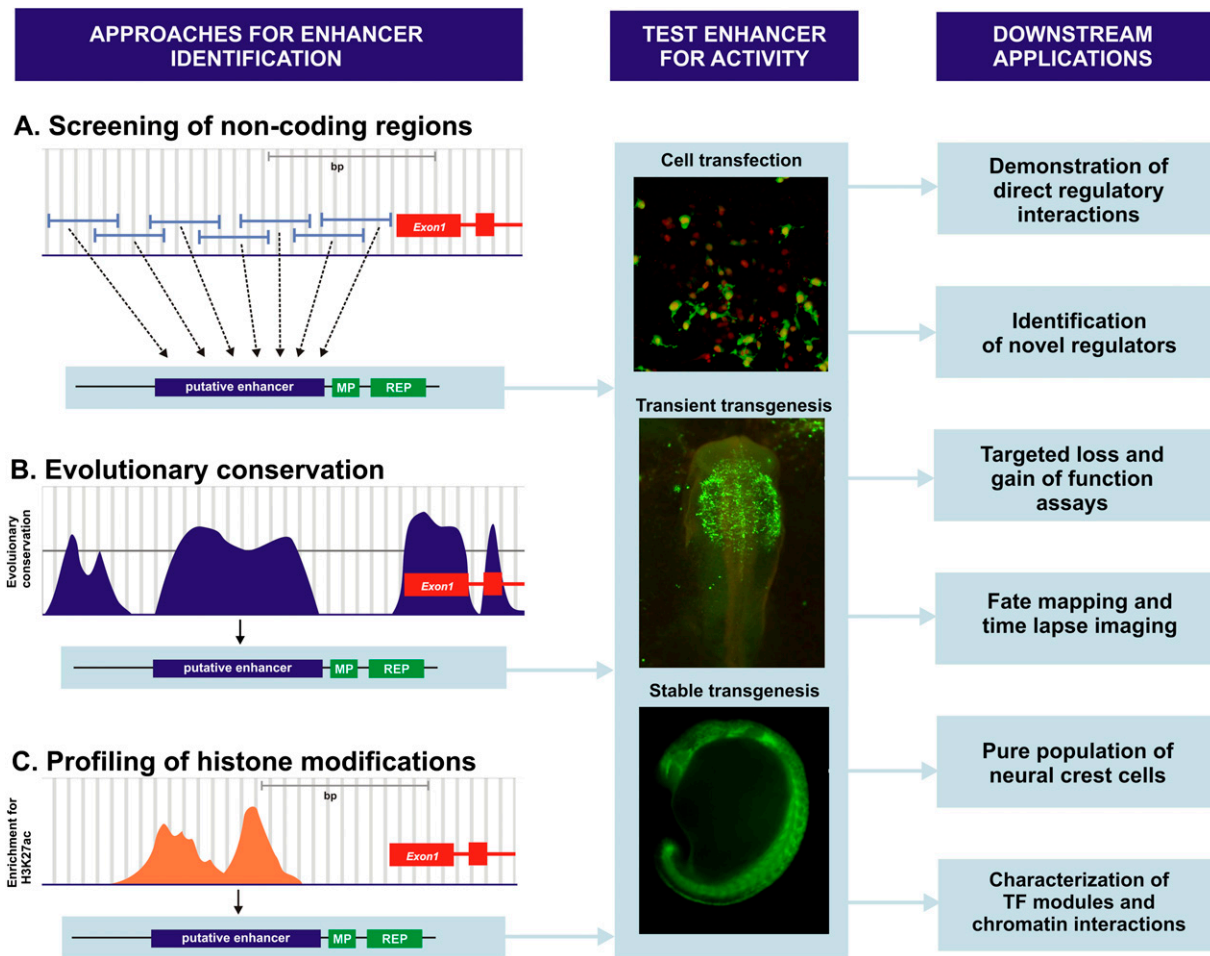 APPROACHES FOR ENHANCER
IDENTIFICATION
TEST ENHANCER
FOR ACTIVITY
DOWNSTREAM
APPLICATIONS
A. Screening of non-coding regions
bp
Exon1
putative enhancer
MP
REP
B. Evolutionary conservation
Evoluionary
conservation
Exon1
putative enhancer
MP
REP
C. Profiling of histone modifications
bp
Enrichment for
H3K27ac
Exon1
putative enhancer
MP
REP
Cell transfection
Transient transgenesis
Stable transgenesis
Demonstration of
direct regulatory
interactions
Identification
of novel regulators
Targeted loss and
gain of function
assays
Fate mapping and
time lapse imaging
Pure population of
neural crest cells
Characterization of
TF modules and
chromatin interactions